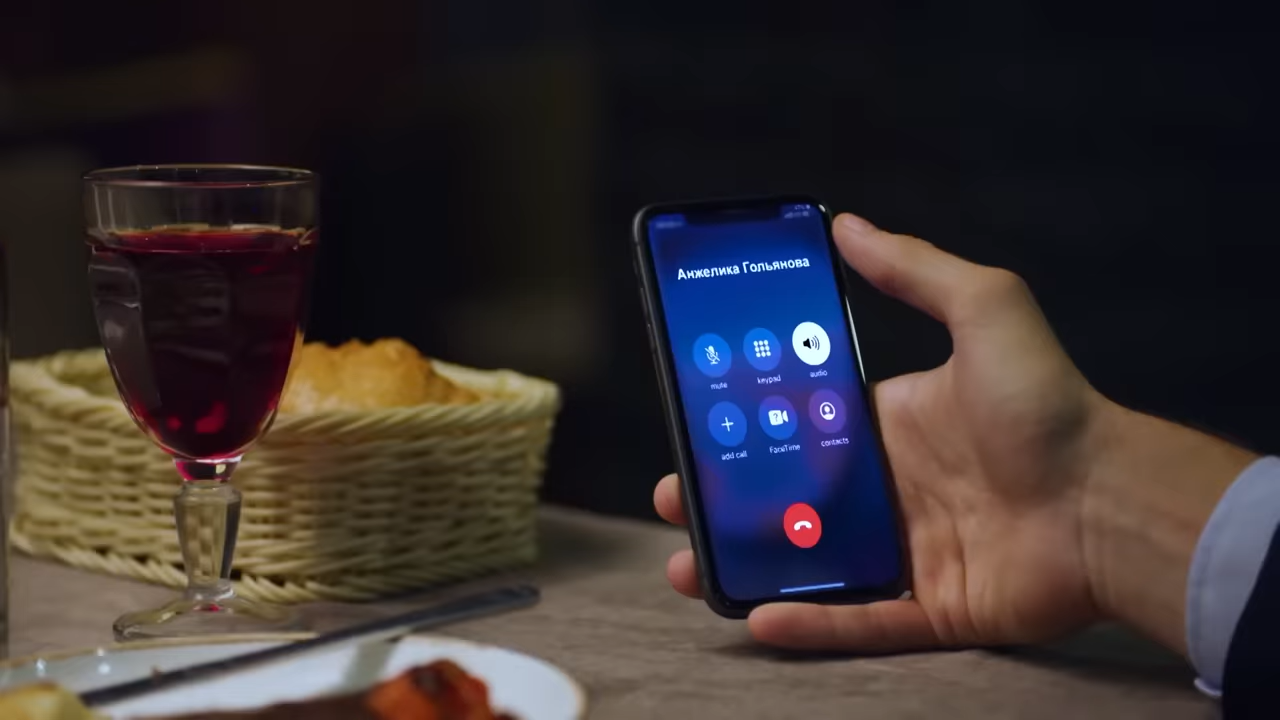 Анжелика Гольянова
mute keypad audio
add call FaceTime contacts